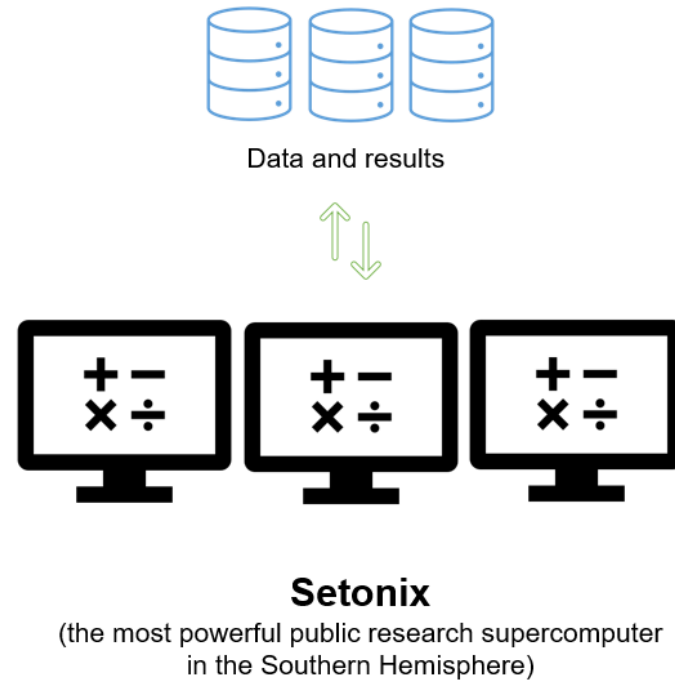 Data and results
+ −
× ÷
+ −
× ÷
+ −
× ÷
Setonix
(the most powerful public research supercomputer
in the Southern Hemisphere)